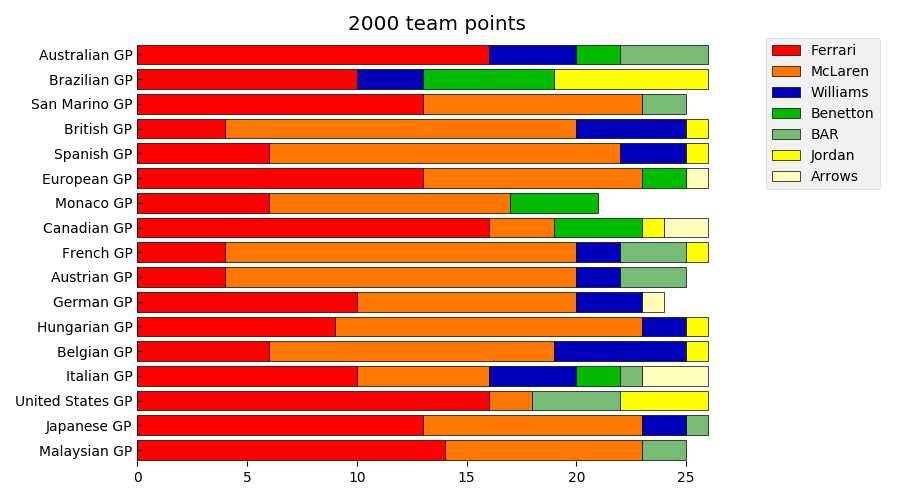 2000 team points
Australian GP
Brazilian GP
San Marino GP
British GP
Spanish GP
European GP
Monaco GP
Canadian GP
French GP
Austrian GP
German GP
Hungarian GP
Belgian GP
Italian GP
United States GP
Japanese GP
Malaysian GP
0 5 10 15 20 25
Ferrari
McLaren
Williams
Benetton
BAR
Jordan
Arrows